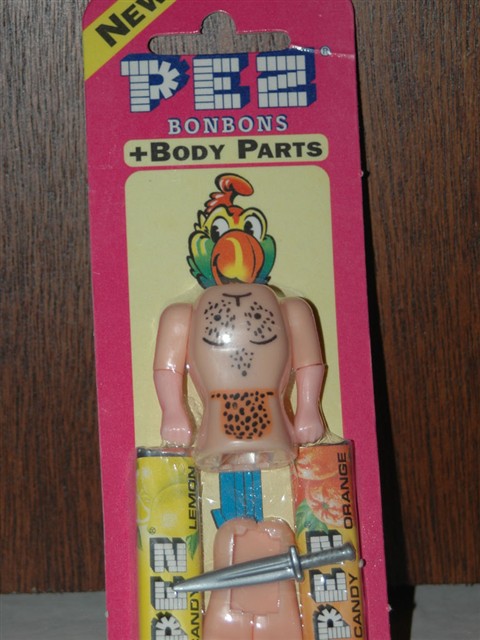 NEW
PEZ®
BONBONS
+BODY PARTS
PEZ®
CANDY LEMON
PEZ
CANDY ORANGE